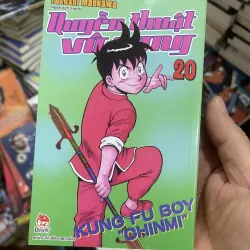 Quyền thuật
vô song
20
KUNG FU BOY
"CHINMI"